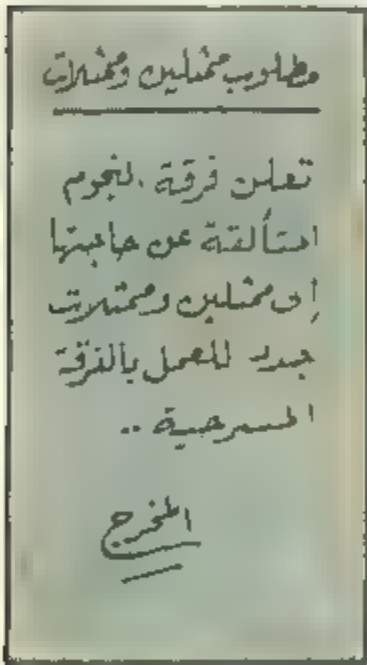 مطلوب ممثلين وممثلات
تعلن فرقة النجوم
المتألقة عن حاجتها
إلى ممثلين وممثلات
جدد للعمل بالفرقة
المسرحية ..
المخرج